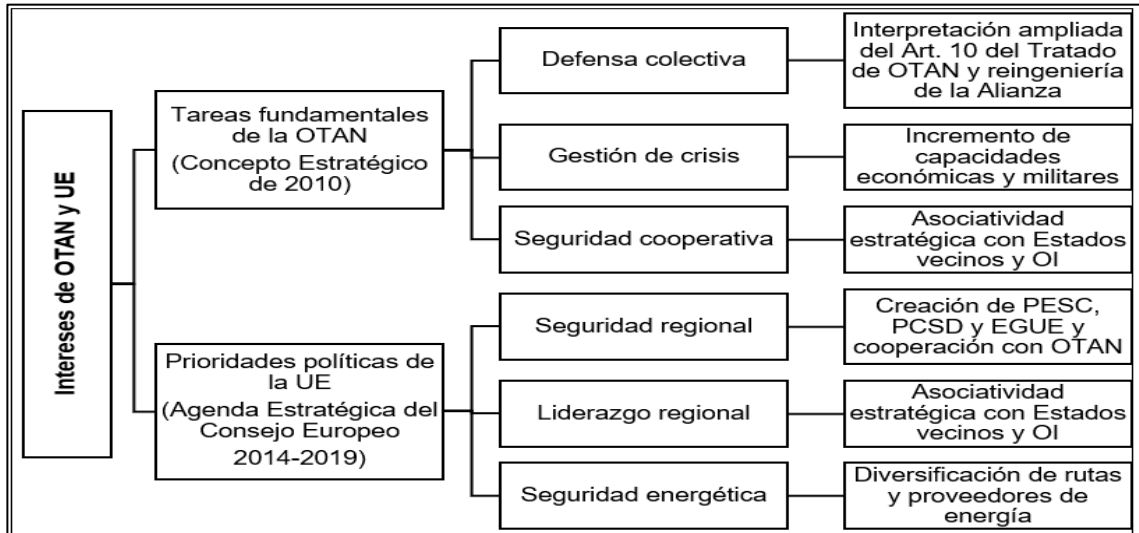 Intereses de OTAN y UE
Tareas fundamentales
de la OTAN
(Concepto Estratégico
de 2010)
Defensa colectiva
Interpretación ampliada
del Art. 10 del Tratado
de OTAN y reingeniería
de la Alianza
Gestión de crisis
Incremento de
capacidades
económicas y militares
Seguridad cooperativa
Asociatividad
estratégica con Estados
vecinos y OI
Prioridades políticas de
la UE
(Agenda Estratégica del
Consejo Europeo
2014-2019)
Seguridad regional
Creación de PESC,
PCSD y EGUE y
cooperación con OTAN
Liderazgo regional
Asociatividad
estratégica con Estados
vecinos y OI
Seguridad energética
Diversificación de rutas
y proveedores de
energía